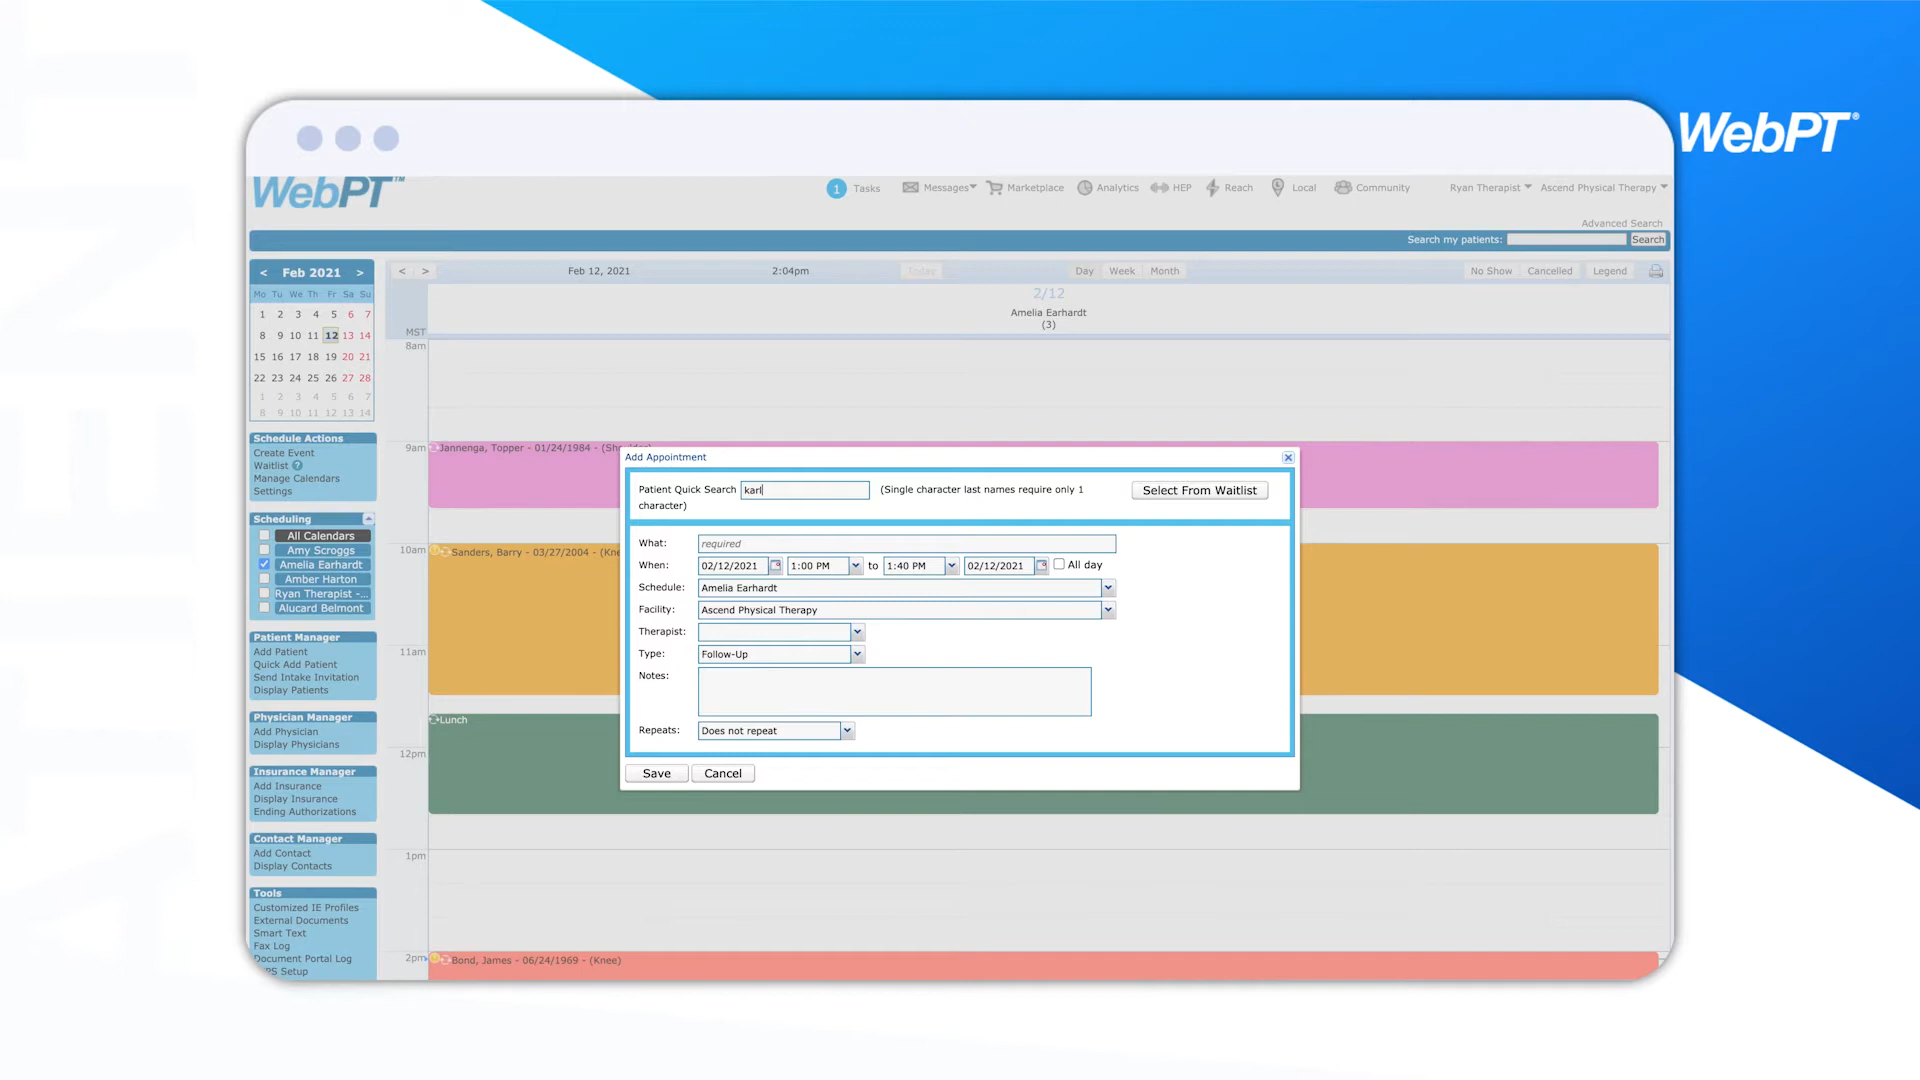 WebPT®
WebPT™
1 Tasks Messages Marketplace Analytics HEP Reach Local Community Ryan Therapist Ascend Physical Therapy
Advanced Search
Search my patients: Search
< Feb 2021 >
Mo Tu We Th Fr Sa Su
1 2 3 4 5 6 7
8 9 10 11 12 13 14
15 16 17 18 19 20 21
22 23 24 25 26 27 28
1 2 3 4 5 6 7
8 9 10 11 12 13 14
Schedule Actions
Create Event
Waitlist ?
Manage Calendars
Settings
Scheduling
All Calendars
Amy Scroggs
Amelia Earhardt
Amber Harton
Ryan Therapist -...
Alucard Belmont
Patient Manager
Add Patient
Quick Add Patient
Send Intake Invitation
Display Patients
Physician Manager
Add Physician
Display Physicians
Insurance Manager
Add Insurance
Display Insurance
Ending Authorizations
Contact Manager
Add Contact
Display Contacts
Tools
Customized IE Profiles
External Documents
Smart Text
Fax Log
Document Portal Log
PS Setup
< > Feb 12, 2021 2:04pm Today Day Week Month No Show Cancelled Legend
2/12
Amelia Earhardt
(3)
MST
8am
9am
Jannenga, Topper - 01/24/1984 - (Shoulder)
10am
Sanders, Barry - 03/27/2004 - (Kne
11am
Lunch
12pm
1pm
2pm
Bond, James - 06/24/1969 - (Knee)
Add Appointment
Patient Quick Search karl (Single character last names require only 1
character)
Select From Waitlist
What: required
When: 02/12/2021 1:00 PM to 1:40 PM 02/12/2021 All day
Schedule: Amelia Earhardt
Facility: Ascend Physical Therapy
Therapist:
Type: Follow-Up
Notes:
Repeats: Does not repeat
Save Cancel